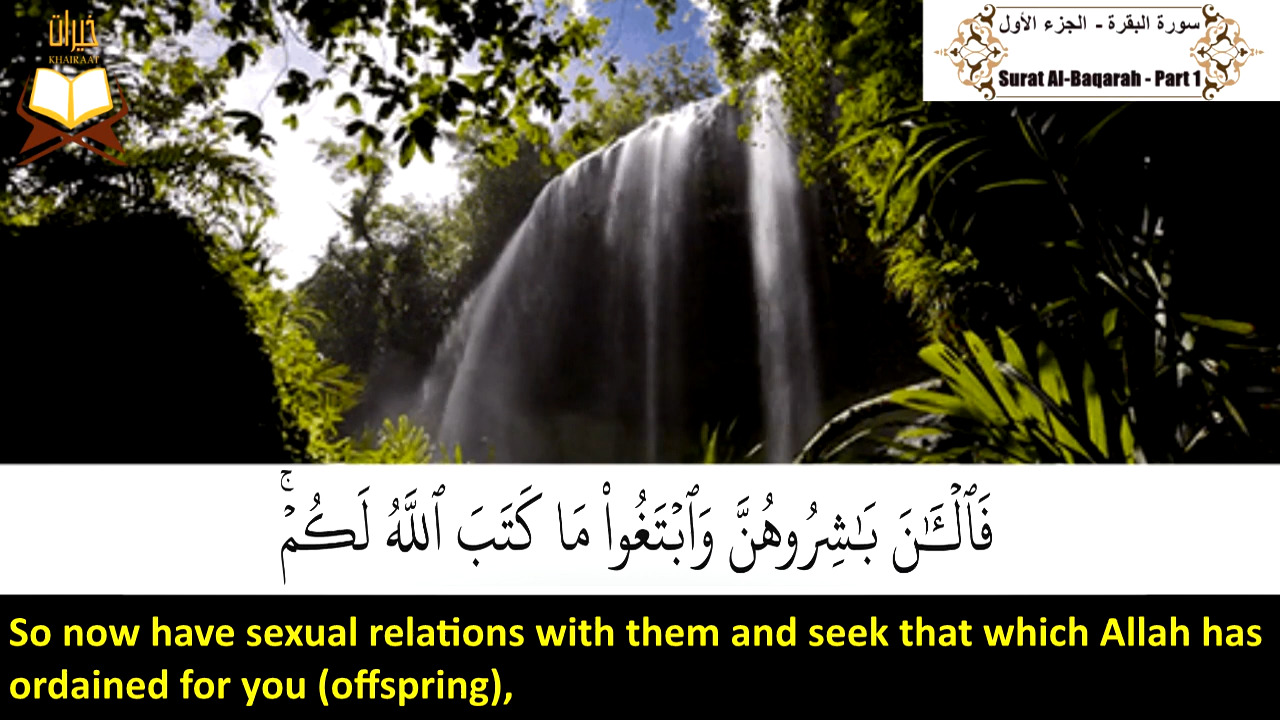 خيرات
KHAIRAAT
سورة البقرة - الجزء الأول
Surat Al-Baqarah - Part 1
فَٱلْـَٔـٰنَ بَـٰشِرُوهُنَّ وَٱبْتَغُوا۟ مَا كَتَبَ ٱللَّهُ لَكُمْ ۚ
So now have sexual relations with them and seek that which Allah has
ordained for you (offspring),